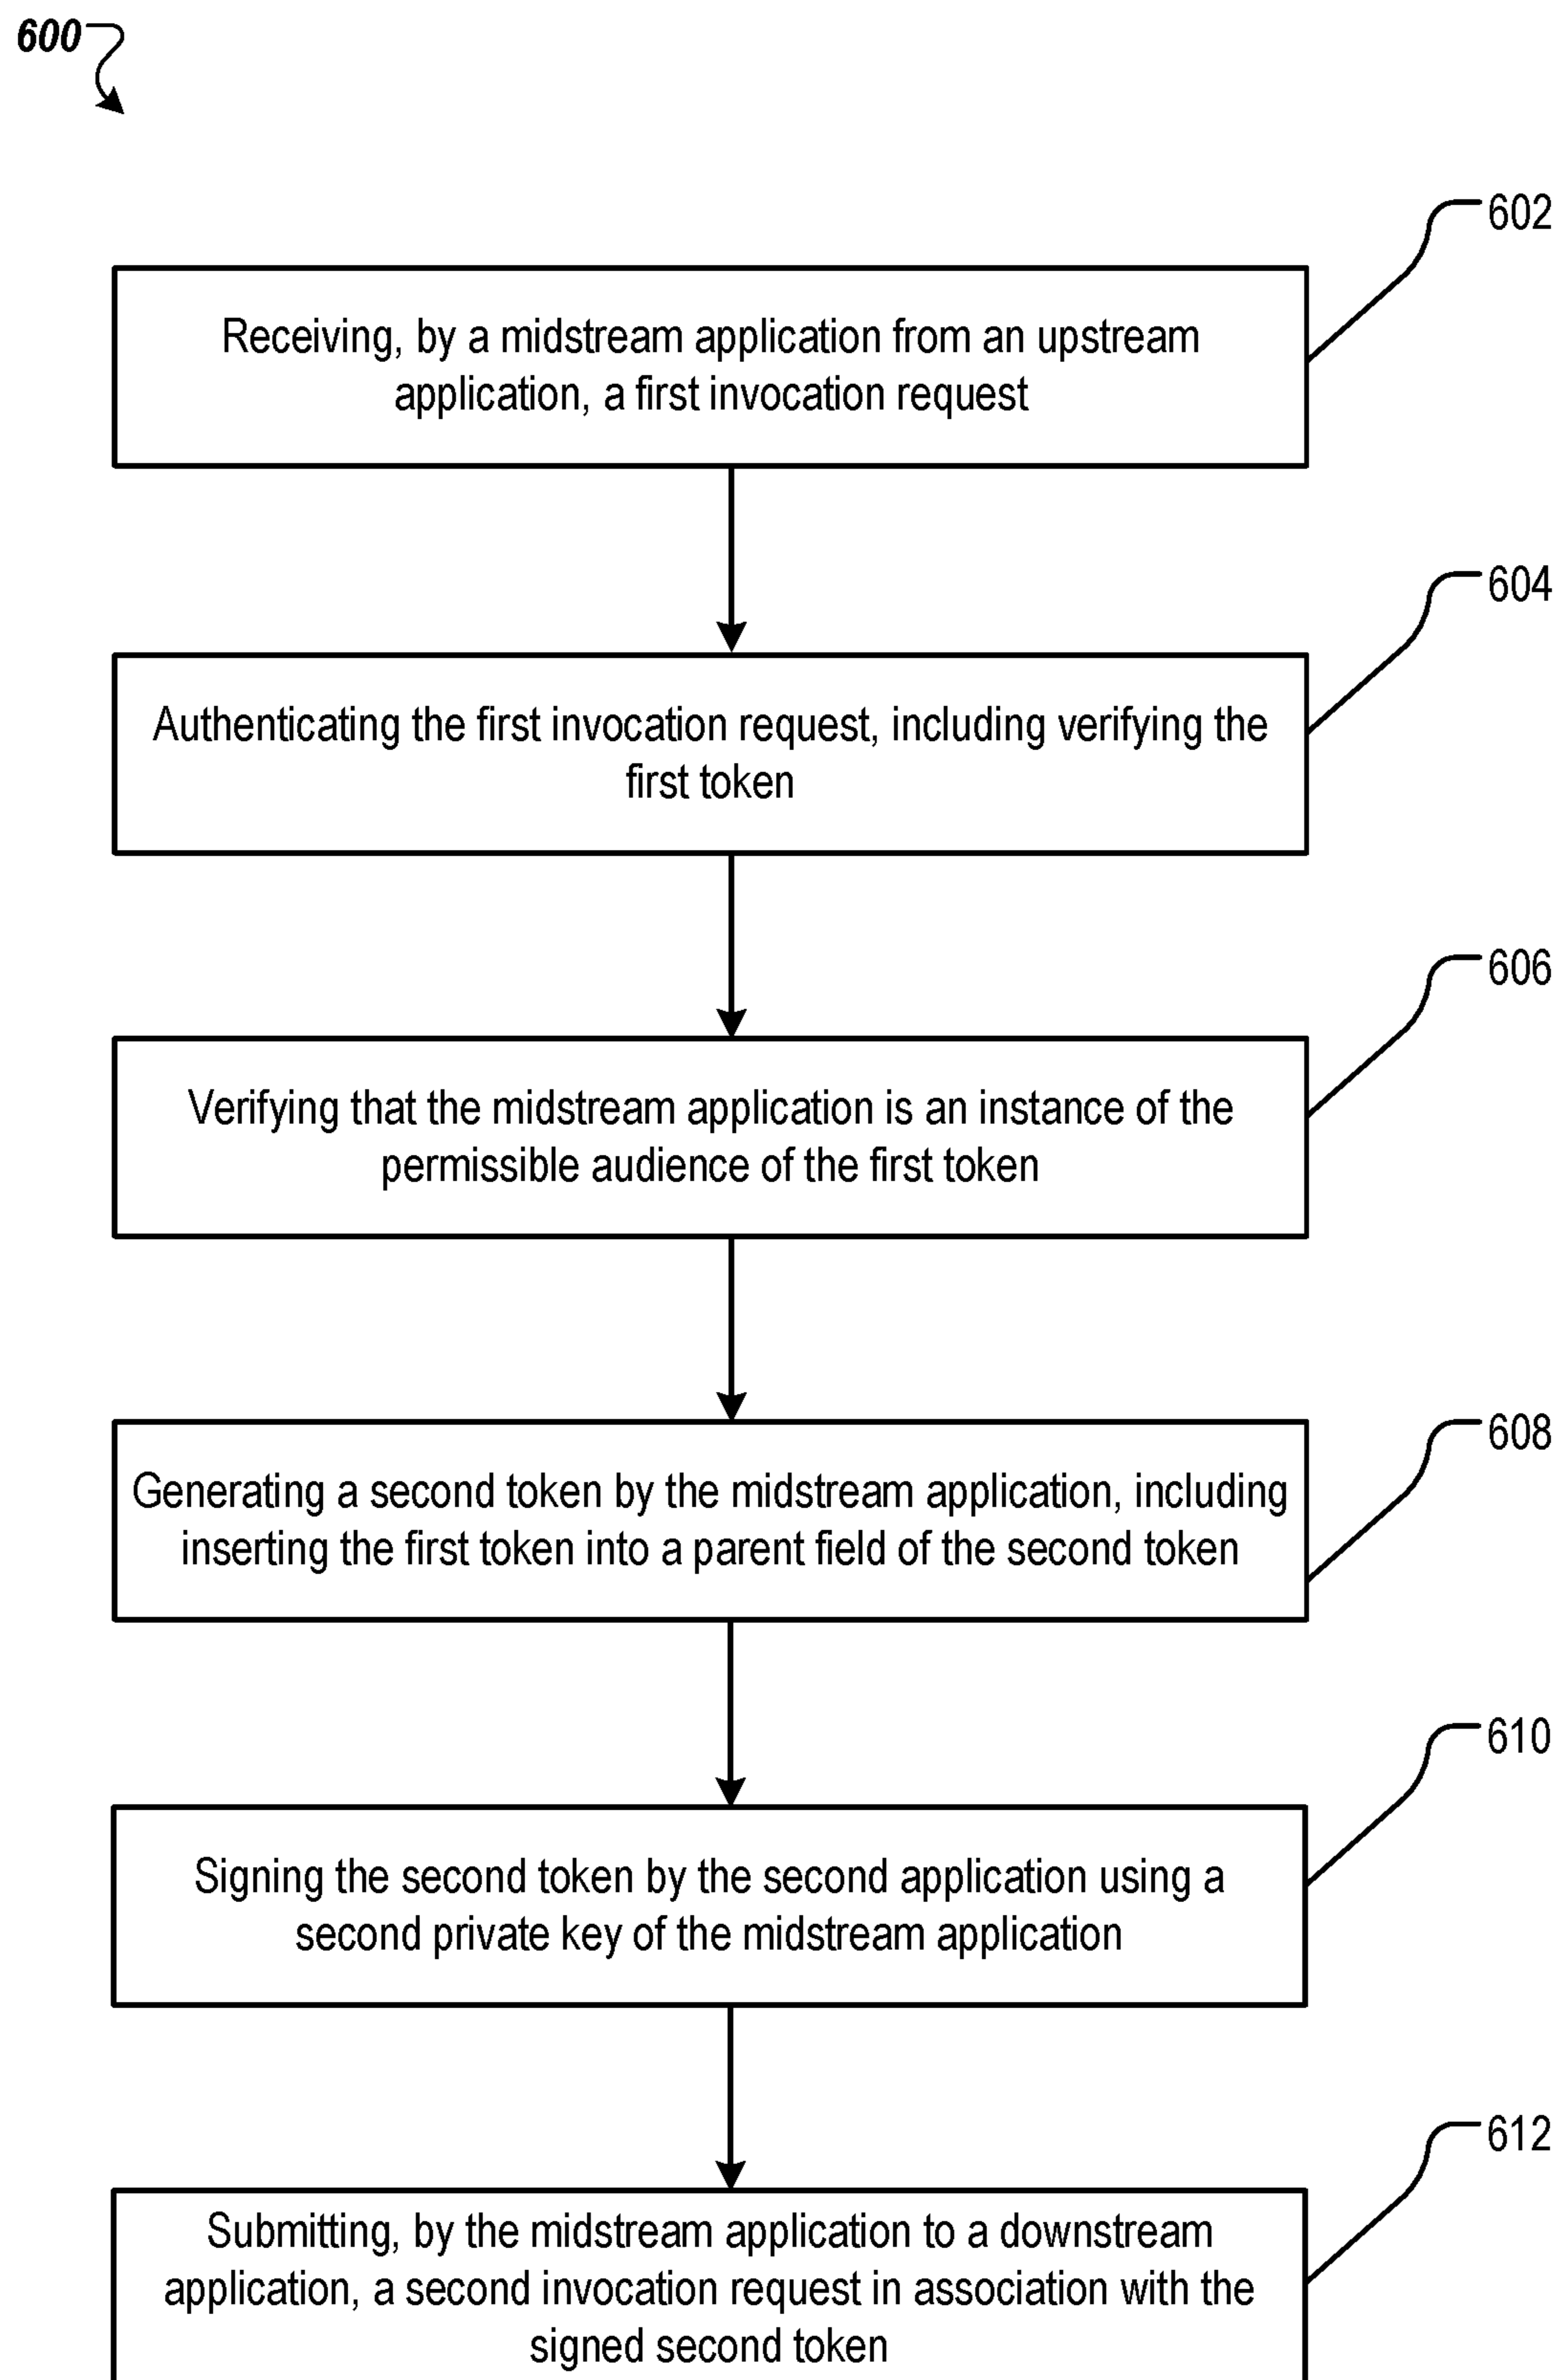 600
602
Receiving, by a midstream application from an upstream
application, a first invocation request
604
Authenticating the first invocation request, including verifying the
first token
606
Verifying that the midstream application is an instance of the
permissible audience of the first token
608
Generating a second token by the midstream application, including
inserting the first token into a parent field of the second token
610
Signing the second token by the second application using a
second private key of the midstream application
612
Submitting, by the midstream application to a downstream
application, a second invocation request in association with the
signed second token